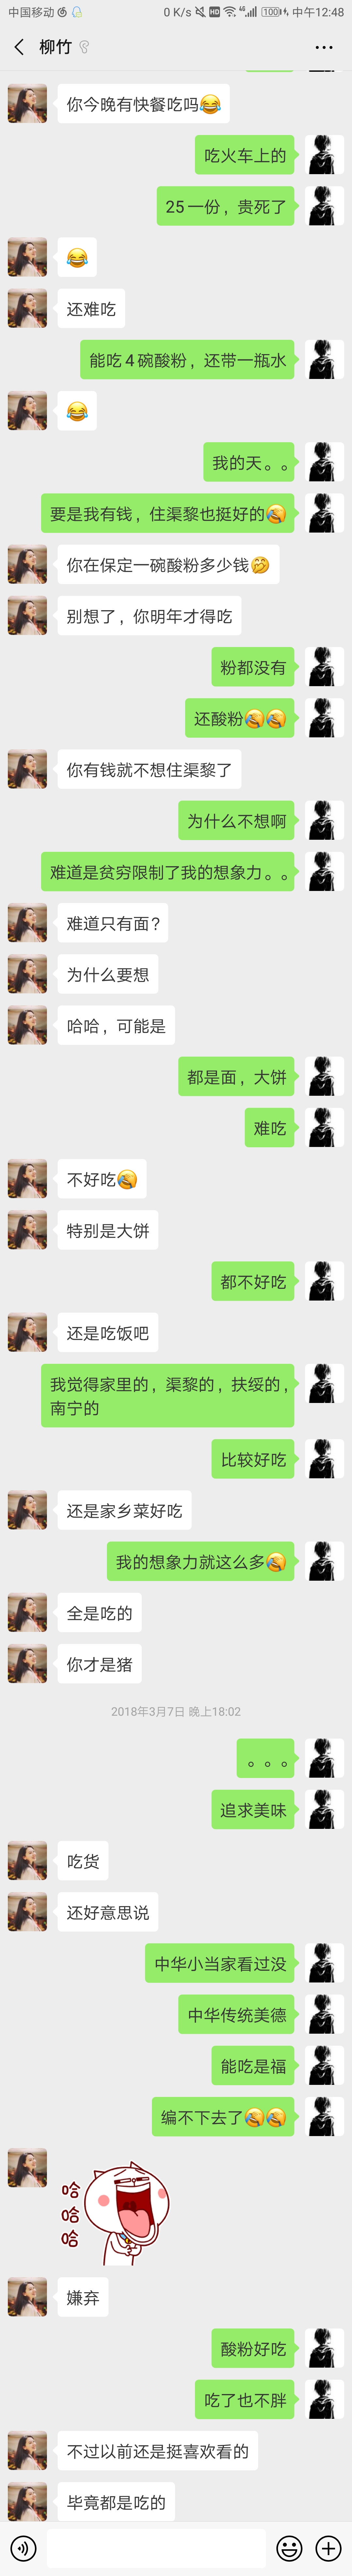 中国移动 0 K/s HD 4G 100 中午12:48
柳竹
你今晚有快餐吃吗😂
吃火车上的
25一份，贵死了
😂
还难吃
能吃4碗酸粉，还带一瓶水
😂
我的天。。
要是我有钱，住渠黎也挺好的🤣
你在保定一碗酸粉多少钱🤭
别想了，你明年才得吃
粉都没有
还酸粉🤣🤣
你有钱就不想住渠黎了
为什么不想啊
难道是贫穷限制了我的想象力。。
难道只有面？
为什么要想
哈哈，可能是
都是面，大饼
难吃
不好吃🤣
特别是大饼
都不好吃
还是吃饭吧
我觉得家里的，渠黎的，扶绥的，
南宁的
比较好吃
还是家乡菜好吃
我的想象力就这么多🤣
全是吃的
你才是猪
2018年3月7日 晚上18:02
。。。
追求美味
吃货
还好意思说
中华小当家看过没
中华传统美德
能吃是福
编不下去了🤣🤣
哈
哈
哈
嫌弃
酸粉好吃
吃了也不胖
不过以前还是挺喜欢看的
毕竟都是吃的